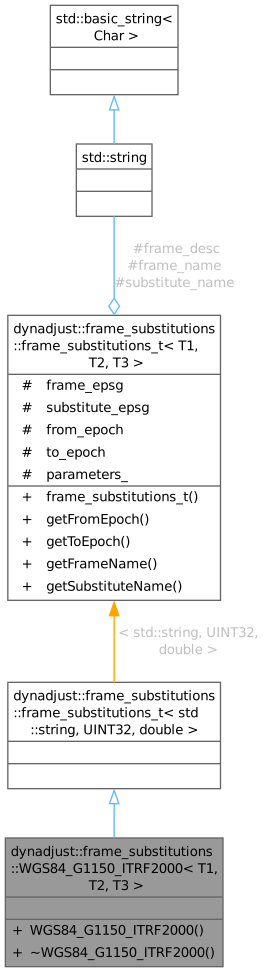 std::basic_string<
Char >
std::string
#frame_desc
#frame_name
#substitute_name
dynadjust::frame_substitutions
::frame_substitutions_t< T1,
T2, T3 >
# frame_epsg
# substitute_epsg
# from_epoch
# to_epoch
# parameters_
+ frame_substitutions_t()
+ getFromEpoch()
+ getToEpoch()
+ getFrameName()
+ getSubstituteName()
< std::string, UINT32,
double >
dynadjust::frame_substitutions
::frame_substitutions_t< std
::string, UINT32, double >
dynadjust::frame_substitutions
::WGS84_G1150_ITRF2000< T1,
T2, T3 >
+ WGS84_G1150_ITRF2000()
+ ~WGS84_G1150_ITRF2000()